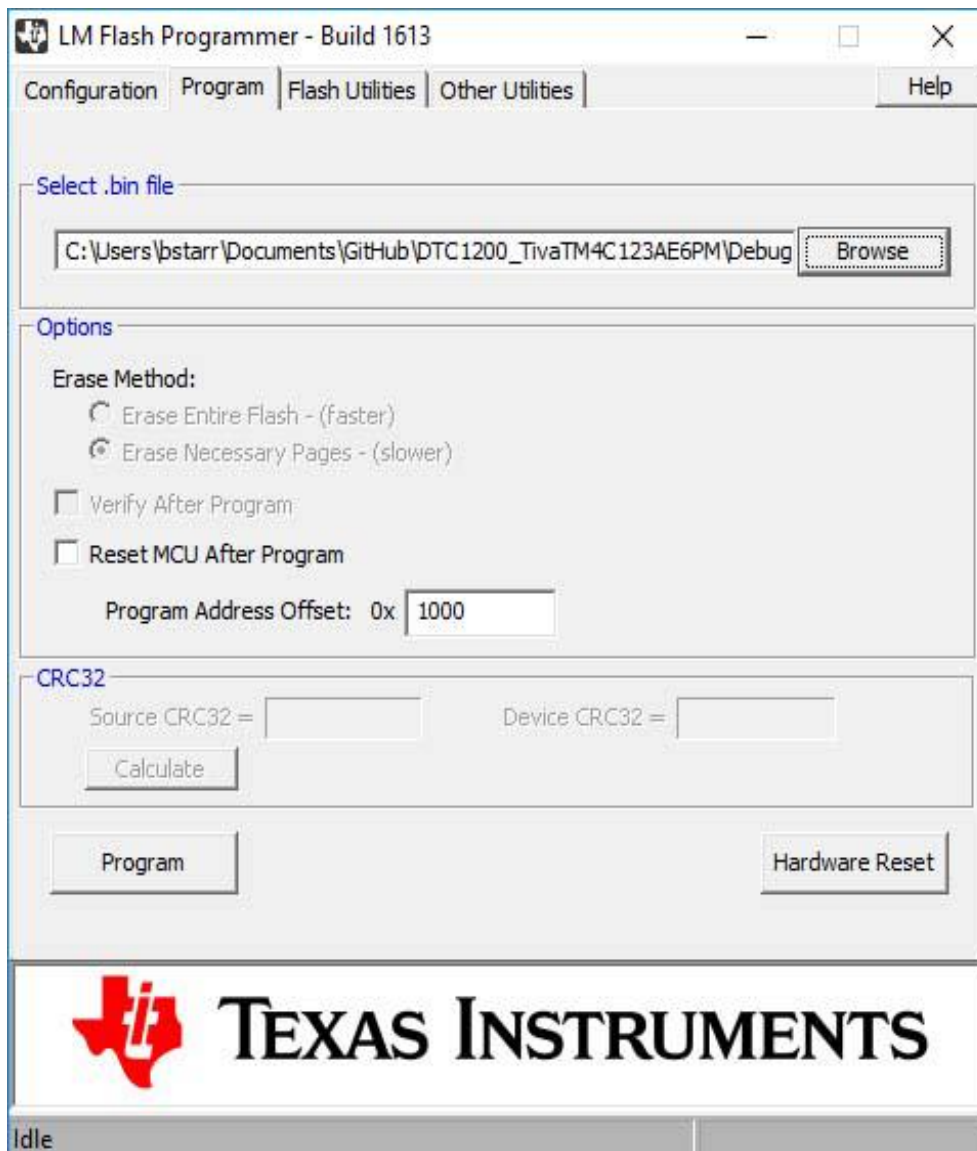 LM Flash Programmer - Build 1613
Configuration Program Flash Utilities Other Utilities Help
Select .bin file
C:\Users\bstarr\Documents\GitHub\DTC1200_TivaTM4C123AE6PM\Debug Browse
Options
Erase Method:
Erase Entire Flash - (faster)
Erase Necessary Pages - (slower)
Verify After Program
Reset MCU After Program
Program Address Offset: 0x 1000
CRC32
Source CRC32 = Device CRC32 =
Calculate
Program Hardware Reset
TEXAS INSTRUMENTS
Idle